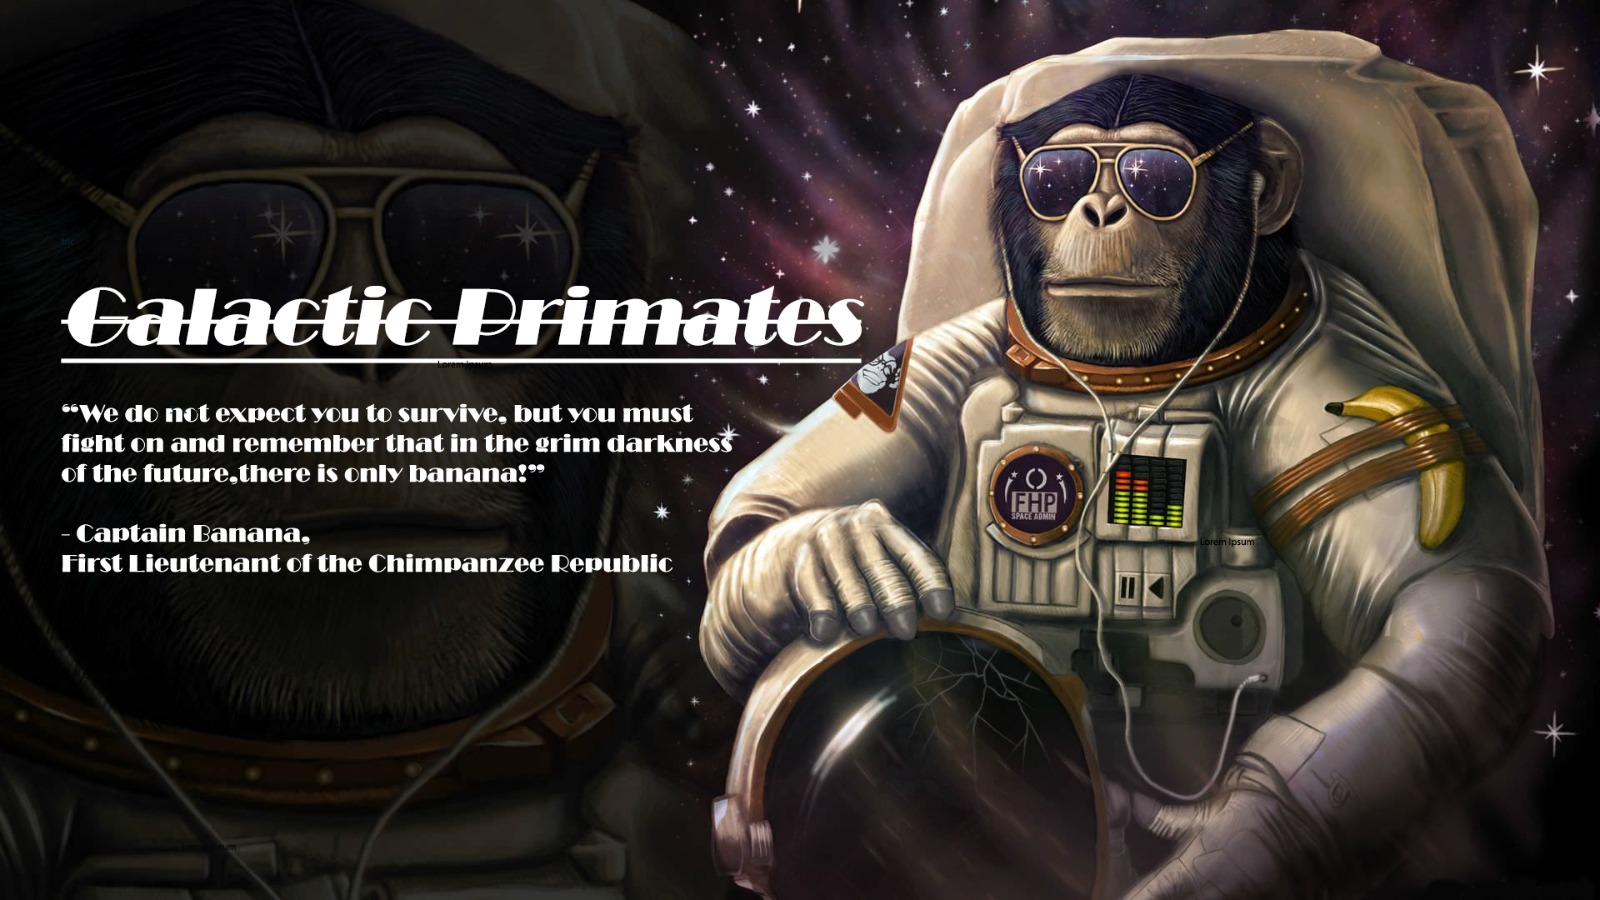 Galactic Primates
Lorem Ipsum
“We do not expect you to survive, but you must
fight on and remember that in the grim darkness
of the future,there is only banana!”
- Captain Banana,
First Lieutenant of the Chimpanzee Republic
FHP
SPACE ADMIN
Lorem Ipsum